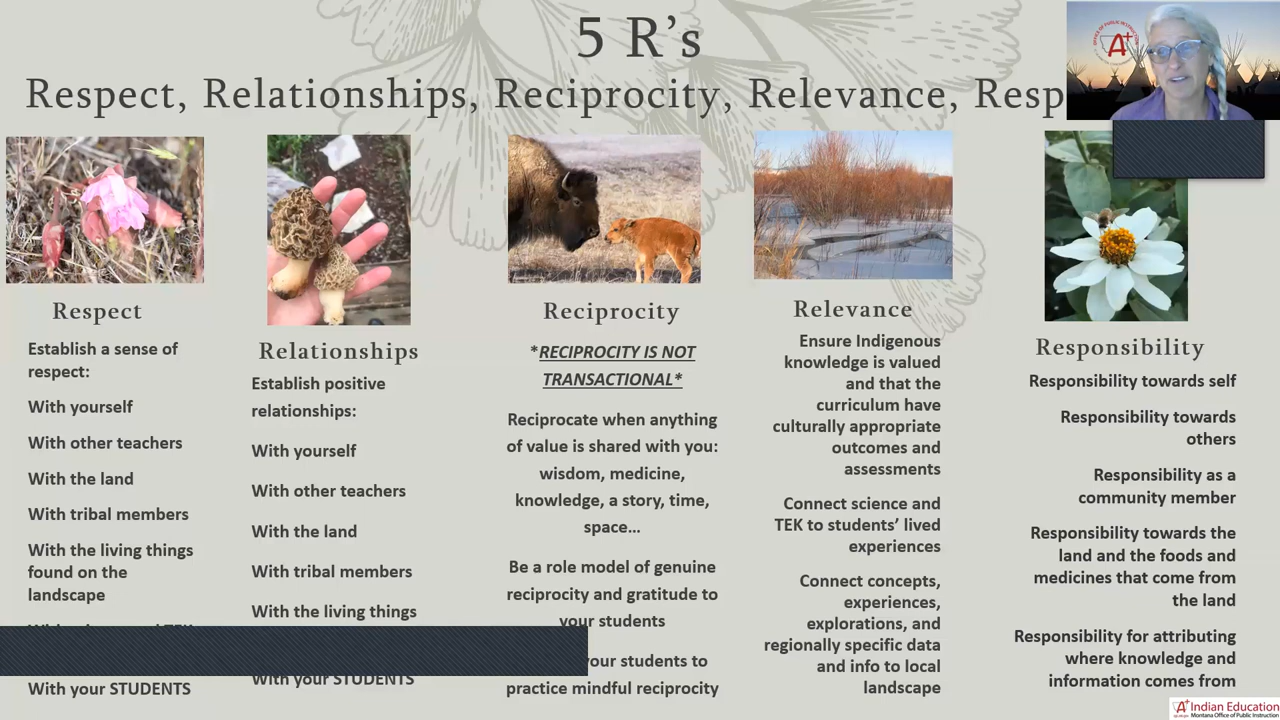 5 R's
Respect, Relationships, Reciprocity, Relevance, Resp
Respect
Establish a sense of
respect:
With yourself
With other teachers
With the land
With tribal members
With the living things
found on the
landscape
With your STUDENTS
Relationships
Establish positive
relationships:
With yourself
With other teachers
With the land
With tribal members
With the living things
With your STUDENTS
Reciprocity
*RECIPROCITY IS NOT
TRANSACTIONAL*
Reciprocate when anything
of value is shared with you:
wisdom, medicine,
knowledge, a story, time,
space...
Be a role model of genuine
reciprocity and gratitude to
your students
your students to
practice mindful reciprocity
Relevance
Ensure Indigenous
knowledge is valued
and that the
curriculum have
culturally appropriate
outcomes and
assessments
Connect science and
TEK to students' lived
experiences
Connect concepts,
experiences,
explorations, and
regionally specific data
and info to local
landscape
Responsibility
Responsibility towards self
Responsibility towards
others
Responsibility as a
community member
Responsibility towards the
land and the foods and
medicines that come from
the land
Responsibility for attributing
where knowledge and
information comes from
A+
Indian Education
Montana Office of Public Instruction